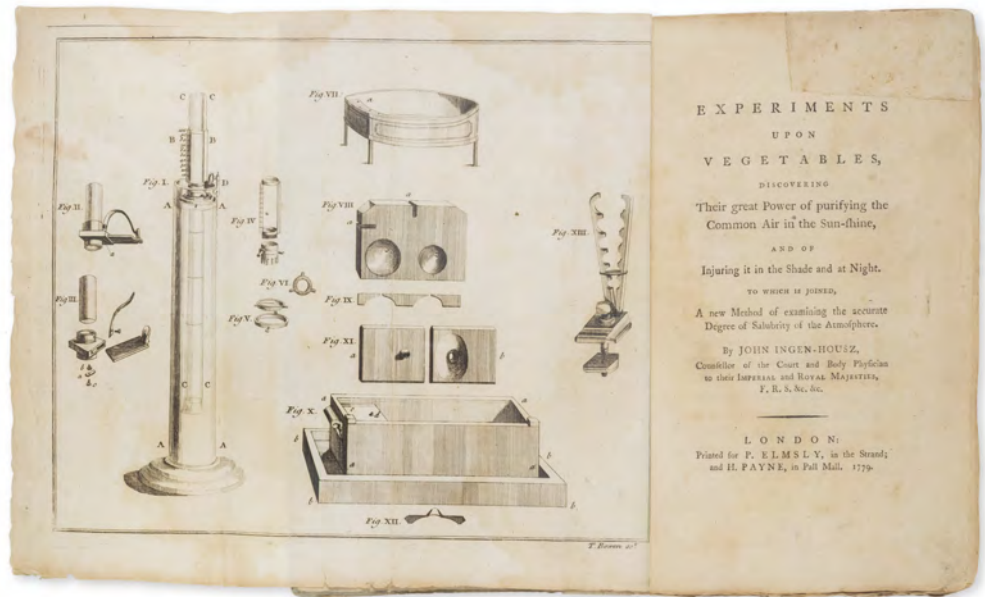 C C
Fig VII.
a
B B
Fig. I. D
A A
Fig. II.
Fig. IV
Fig. VIII
a
a
Fig. XIII.
Fig. III.
Fig. VI.
Fig. IX
Fig. V.
Fig. XI.
a
b
C C
Fig. X.
a
a
c
d
b
b
A A
a
a
b
b
Fig. XII.
EXPERIMENTS
UPON
VEGETABLES,
DISCOVERING
Their great Power of purifying the
Common Air in the Sun-ſhine,
AND OF
Injuring it in the Shade and at Night.
TO WHICH IS JOINED,
A new Method of examining the accurate
Degree of Salubrity of the Atmoſphere.
By JOHN INGEN-HOUSZ,
Counſellor of the Court and Body Phyſician
to their IMPERIAL and ROYAL MAJESTIES,
F. R. S. &c. &c.
LONDON:
Printed for P. ELMSLY, in the Strand;
and H. PAYNE, in Pall Mall. 1779.